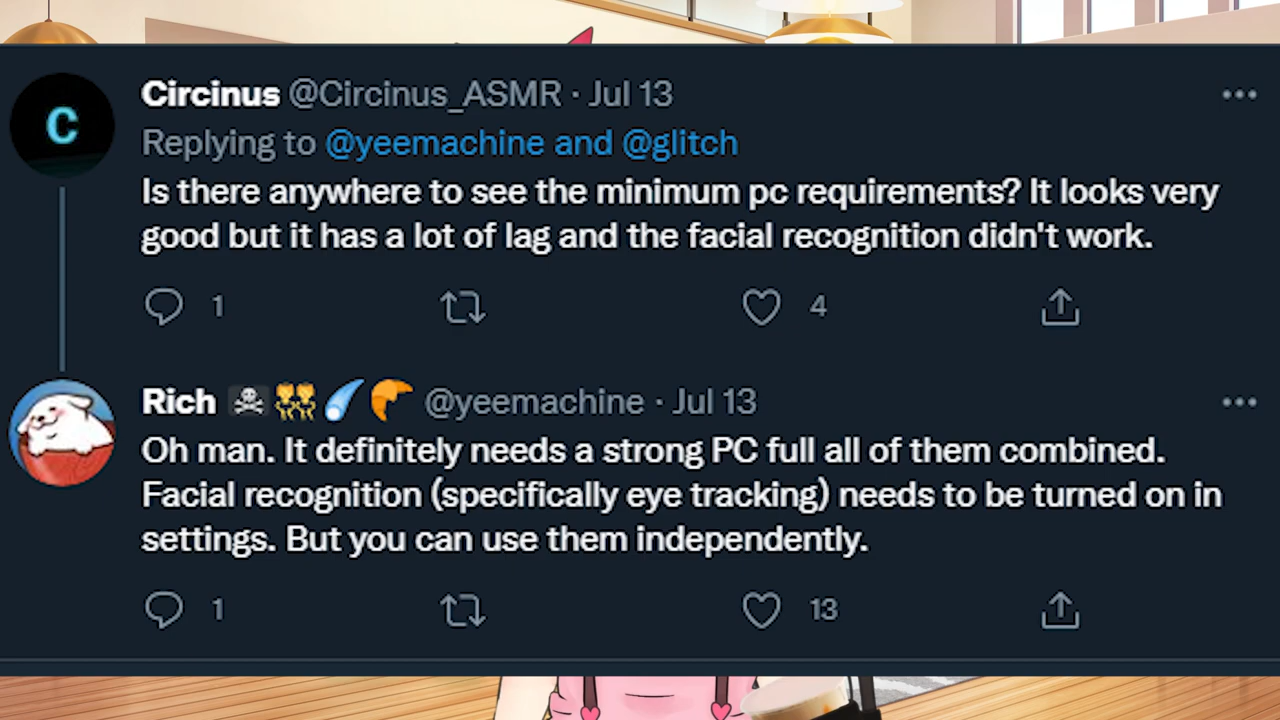 C
Circinus @Circinus_ASMR · Jul 13
Replying to @yeemachine and @glitch
Is there anywhere to see the minimum pc requirements? It looks very
good but it has a lot of lag and the facial recognition didn't work.
1 4
Rich ☠️👯🌠🥐 @yeemachine · Jul 13
Oh man. It definitely needs a strong PC full all of them combined.
Facial recognition (specifically eye tracking) needs to be turned on in
settings. But you can use them independently.
1 13